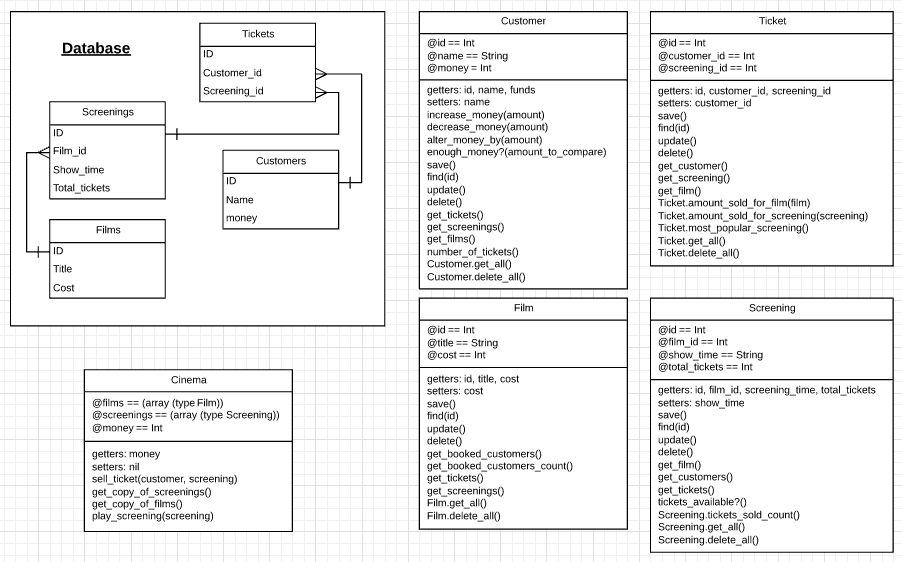 Database
Tickets
ID
Customer_id
Screening_id
Screenings
ID
Film_id
Show_time
Total_tickets
Customers
ID
Name
money
Films
ID
Title
Cost
Cinema
@films == (array (type Film))
@screenings == (array (type Screening))
@money == Int
getters: money
setters: nil
sell_ticket(customer, screening)
get_copy_of_screenings()
get_copy_of_films()
play_screening(screening)
Customer
@id == Int
@name == String
@money = Int
getters: id, name, funds
setters: name
increase_money(amount)
decrease_money(amount)
alter_money_by(amount)
enough_money?(amount_to_compare)
save()
find(id)
update()
delete()
get_tickets()
get_screenings()
get_films()
number_of_tickets()
Customer.get_all()
Customer.delete_all()
Ticket
@id == Int
@customer_id == Int
@screening_id == Int
getters: id, customer_id, screening_id
setters: customer_id
save()
find(id)
update()
delete()
get_customer()
get_screening()
get_film()
Ticket.amount_sold_for_film(film)
Ticket.amount_sold_for_screening(screening)
Ticket.most_popular_screening()
Ticket.get_all()
Ticket.delete_all()
Film
@id == Int
@title == String
@cost == Int
getters: id, title, cost
setters: cost
save()
find(id)
update()
delete()
get_booked_customers()
get_booked_customers_count()
get_tickets()
get_screenings()
Film.get_all()
Film.delete_all()
Screening
@id == Int
@film_id == Int
@show_time == String
@total_tickets == Int
getters: id, film_id, screening_time, total_tickets
setters: show_time
save()
find(id)
update()
delete()
get_film()
get_customers()
get_tickets()
tickets_available?()
Screening.tickets_sold_count()
Screening.get_all()
Screening.delete_all()